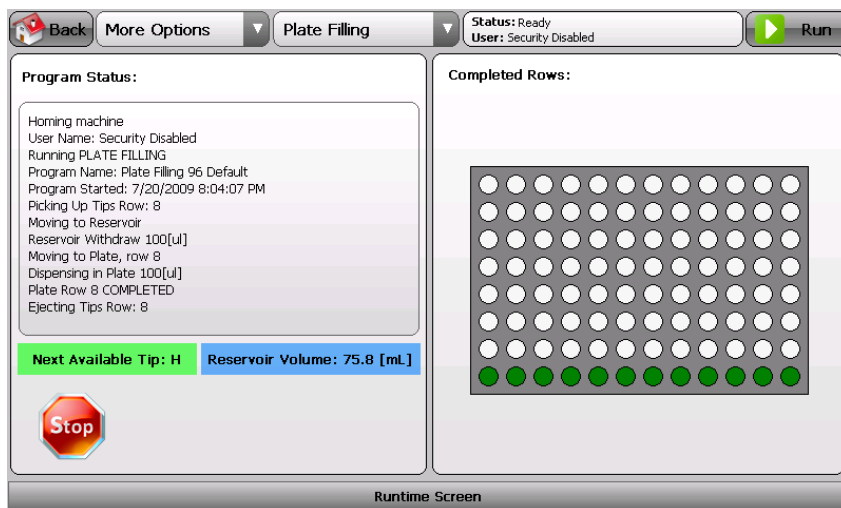 Back
More Options
Plate Filling
Status: Ready
User: Security Disabled
Run
Program Status:
Homing machine
User Name: Security Disabled
Running PLATE FILLING
Program Name: Plate Filling 96 Default
Program Started: 7/20/2009 8:04:07 PM
Picking Up Tips Row: 8
Moving to Reservoir
Reservoir Withdraw 100[ul]
Moving to Plate, row 8
Dispensing in Plate 100[ul]
Plate Row 8 COMPLETED
Ejecting Tips Row: 8
Next Available Tip: H
Reservoir Volume: 75.8 [mL]
Stop
Completed Rows:
Runtime Screen